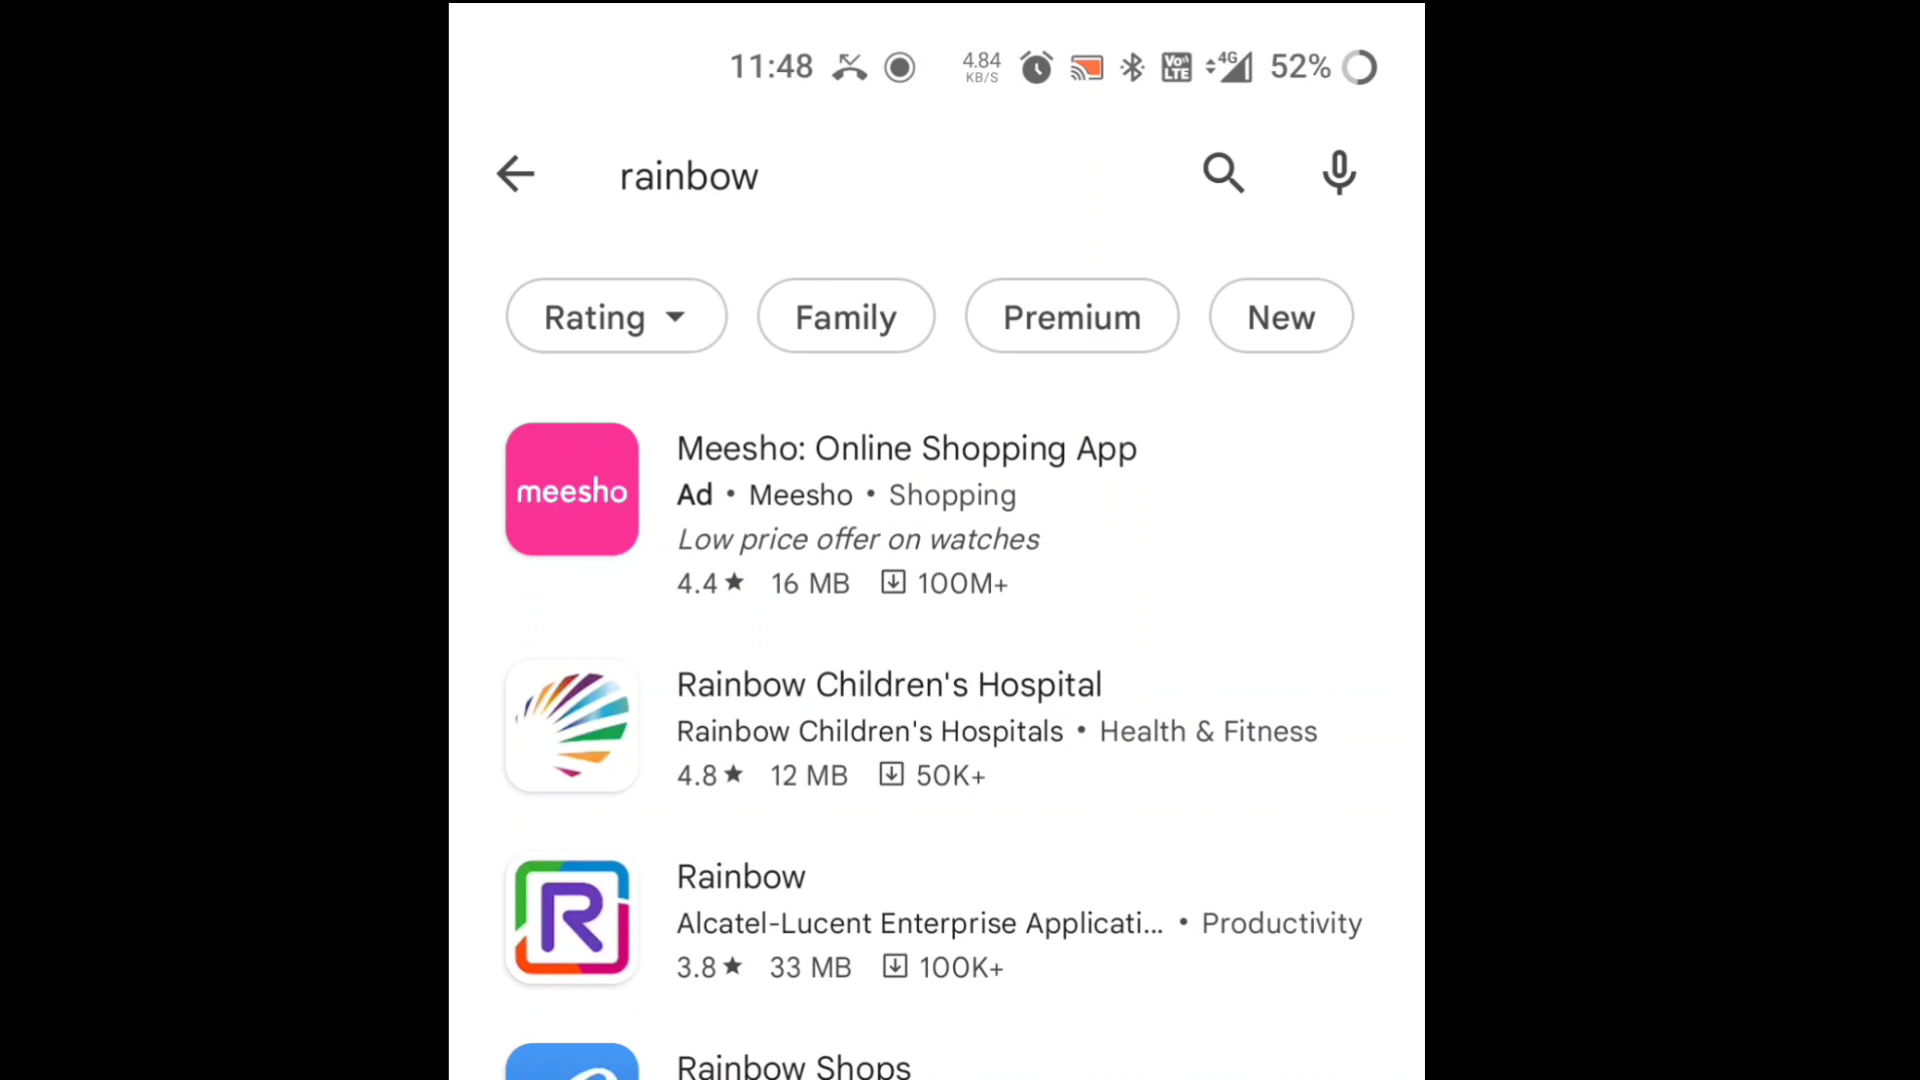 11:48 4.84 KB/S VoLTE 4G 52%
rainbow
Rating Family Premium New
meesho
Meesho: Online Shopping App
Ad • Meesho • Shopping
Low price offer on watches
4.4★ 16 MB 100M+
Rainbow Children's Hospital
Rainbow Children's Hospitals • Health & Fitness
4.8★ 12 MB 50K+
R
Rainbow
Alcatel-Lucent Enterprise Applicati... • Productivity
3.8★ 33 MB 100K+
Rainbow Shops